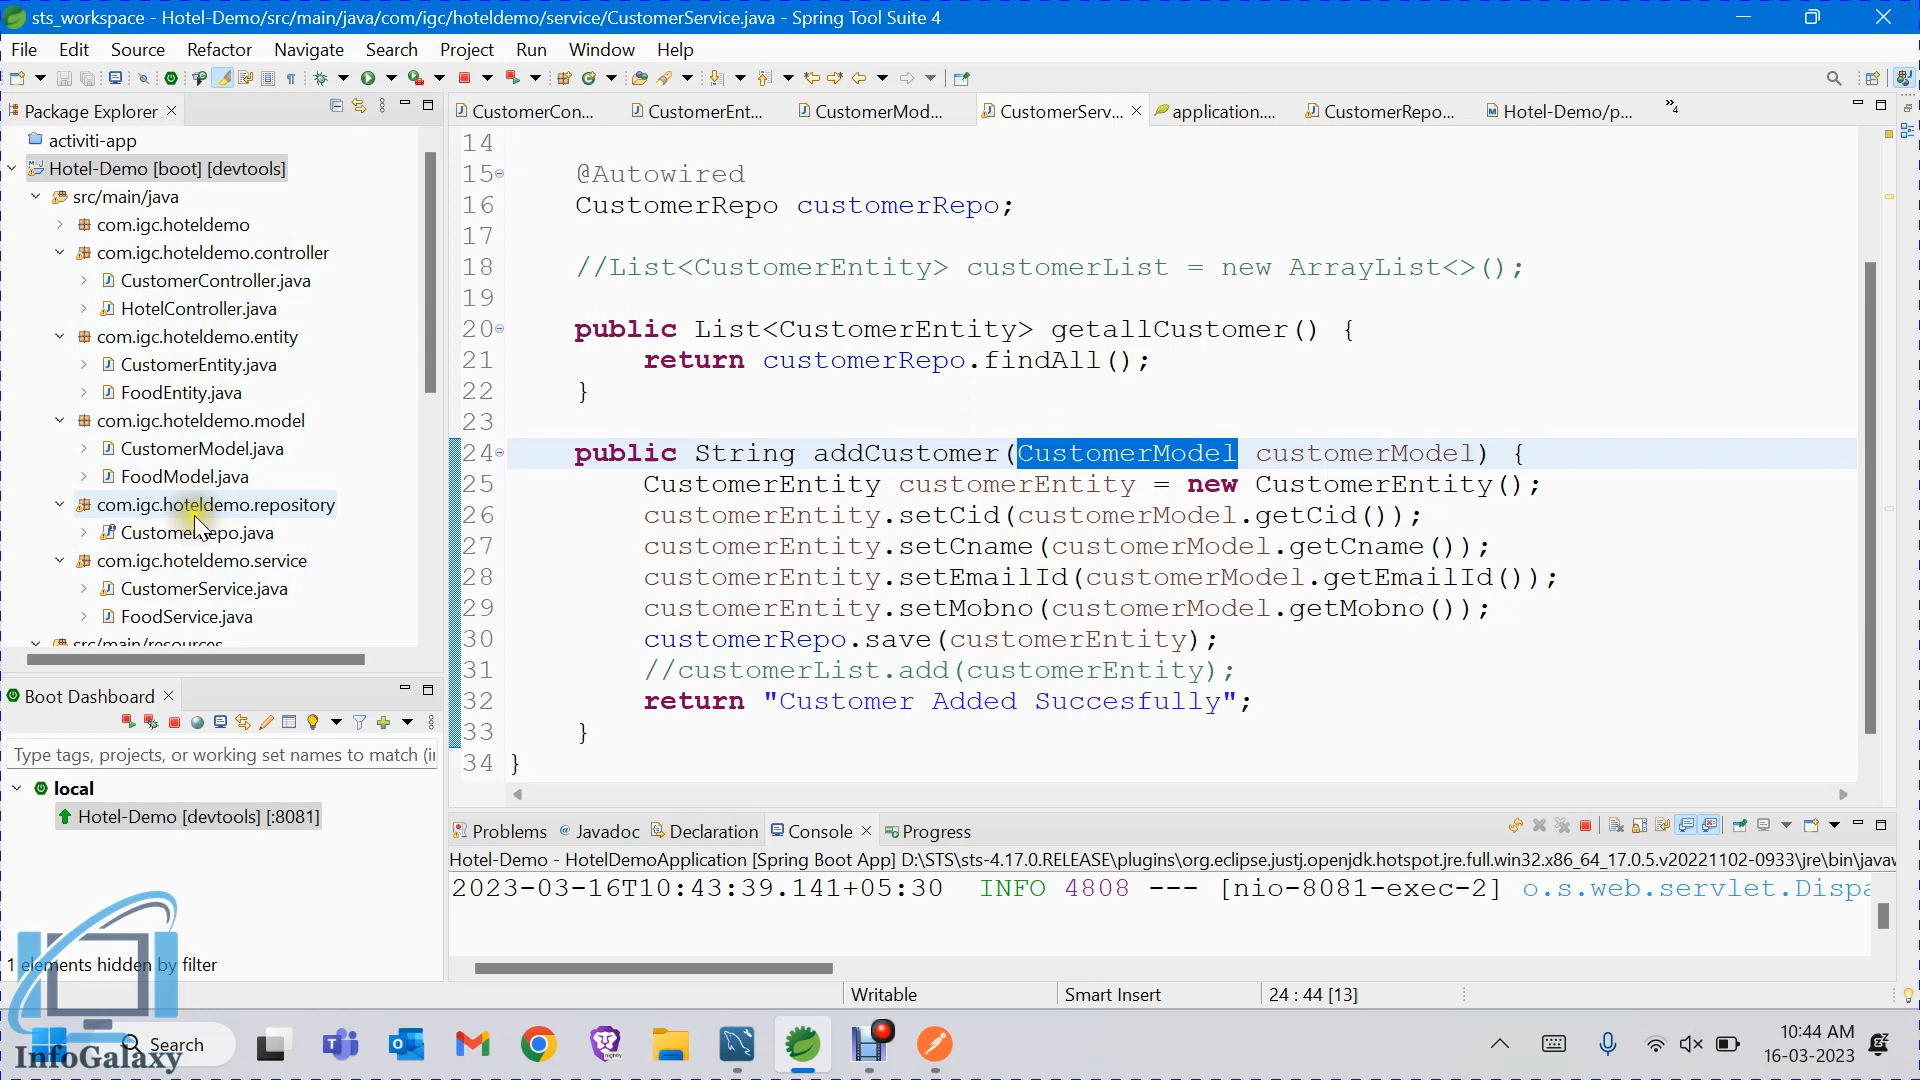 sts_workspace - Hotel-Demo/src/main/java/com/igc/hoteldemo/service/CustomerService.java - Spring Tool Suite 4
File Edit Source Refactor Navigate Search Project Run Window Help
Package Explorer
activiti-app
Hotel-Demo [boot] [devtools]
src/main/java
com.igc.hoteldemo
com.igc.hoteldemo.controller
CustomerController.java
HotelController.java
com.igc.hoteldemo.entity
CustomerEntity.java
FoodEntity.java
com.igc.hoteldemo.model
CustomerModel.java
FoodModel.java
com.igc.hoteldemo.repository
CustomerRepo.java
com.igc.hoteldemo.service
CustomerService.java
FoodService.java
src/main/resources
Boot Dashboard
Type tags, projects, or working set names to match (i
local
Hotel-Demo [devtools] [:8081]
1 elements hidden by filter
CustomerCon... CustomerEnt... CustomerMod... CustomerServ... application.... CustomerRepo... Hotel-Demo/p... »4
14
15 @Autowired
16 CustomerRepo customerRepo;
17
18 //List<CustomerEntity> customerList = new ArrayList<>();
19
20 public List<CustomerEntity> getallCustomer() {
21 return customerRepo.findAll();
22 }
23
24 public String addCustomer(CustomerModel customerModel) {
25 CustomerEntity customerEntity = new CustomerEntity();
26 customerEntity.setCid(customerModel.getCid());
27 customerEntity.setCname(customerModel.getCname());
28 customerEntity.setEmailId(customerModel.getEmailId());
29 customerEntity.setMobno(customerModel.getMobno());
30 customerRepo.save(customerEntity);
31 //customerList.add(customerEntity);
32 return "Customer Added Succesfully";
33 }
34 }
Problems @ Javadoc Declaration Console Progress
Hotel-Demo - HotelDemoApplication [Spring Boot App] D:\STS\sts-4.17.0.RELEASE\plugins\org.eclipse.justj.openjdk.hotspot.jre.full.win32.x86_64_17.0.5.v20221102-0933\jre\bin\javaw
2023-03-16T10:43:39.141+05:30 INFO 4808 --- [nio-8081-exec-2] o.s.web.servlet.Dispa
Writable Smart Insert 24 : 44 [13]
InfoGalaxy
Search
10:44 AM
16-03-2023